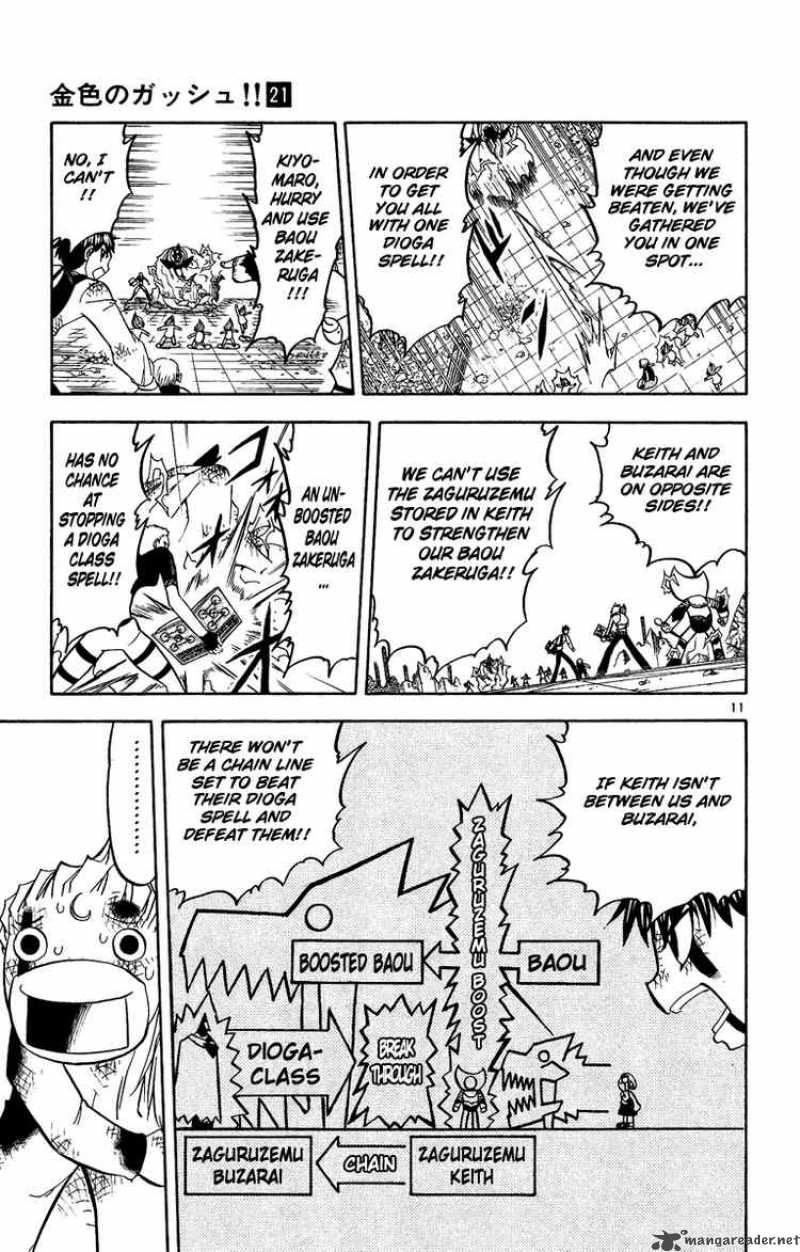 金色のガッシュ!! 21
AND EVEN
THOUGH WE
WERE GETTING
BEATEN, WE'VE
GATHERED
YOU IN ONE
SPOT...
IN ORDER
TO GET
YOU ALL
WITH ONE
DIOGA
SPELL!!
KIYO-
MARO,
HURRY
AND USE
BAOU
ZAKE-
RUGA
!!!
NO, I
CAN'T
!!
KEITH AND
BUZARAI ARE
ON OPPOSITE
SIDES!!
WE CAN'T USE
THE ZAGURUZEMU
STORED IN KEITH
TO STRENGTHEN
OUR BAOU
ZAKERUGA!!
AN UN-
BOOSTED
BAOU
ZAKERUGA
...
HAS NO
CHANCE
AT
STOPPING
A DIOGA
CLASS
SPELL!!
11
IF KEITH ISN'T
BETWEEN US AND
BUZARAI,
THERE WON'T
BE A CHAIN LINE
SET TO BEAT
THEIR DIOGA
SPELL AND
DEFEAT THEM!!
ZAGURUZEMU BOOST
BOOSTED BAOU
BAOU
DIOGA-
CLASS
BREAK
THROUGH
ZAGURUZEMU
BUZARAI
CHAIN
ZAGURUZEMU
KEITH
..........
mangareader.net